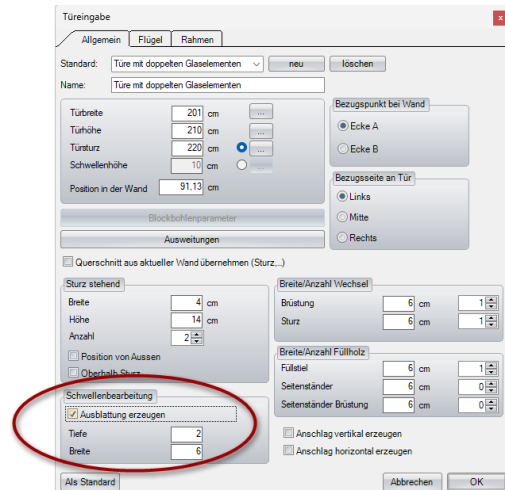 Türeingabe
x
Allgemein Flügel Rahmen
Standard: Türe mit doppelten Glaselementen neu löschen
Name: Türe mit doppelten Glaselementen
Türbreite 201 cm ...
Türhöhe 210 cm ...
Türsturz 220 cm ...
Schwellenhöhe 10 cm ...
Position in der Wand 91,13 cm
Bezugspunkt bei Wand
Ecke A
Ecke B
Bezugsseite an Tür
Links
Mitte
Rechts
Blockbohlenparameter
Ausweitungen
Querschnitt aus aktueller Wand übernehmen (Sturz,..)
Sturz stehend
Breite 4 cm
Höhe 14 cm
Anzahl 2
Position von Aussen
Oberhalb Sturz
Breite/Anzahl Wechsel
Brüstung 6 cm 1
Sturz 6 cm 1
Breite/Anzahl Füllholz
Füllstiel 6 cm 1
Seitenständer 6 cm 0
Seitenständer Brüstung 6 cm 0
Schwellenbearbeitung
Ausblattung erzeugen
Tiefe 2
Breite 6
Anschlag vertikal erzeugen
Anschlag horizontal erzeugen
Als Standard Abbrechen OK